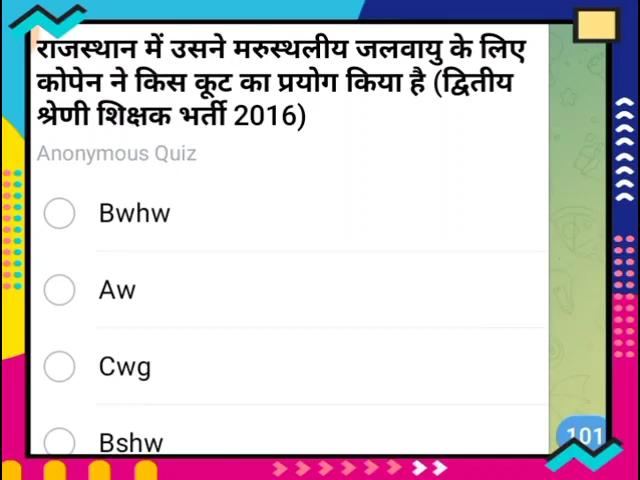 राजस्थान में उसने मरुस्थलीय जलवायु के लिए
कोपेन ने किस कूट का प्रयोग किया है (द्वितीय
श्रेणी शिक्षक भर्ती 2016)
Anonymous Quiz
Bwhw
Aw
Cwg
Bshw
101